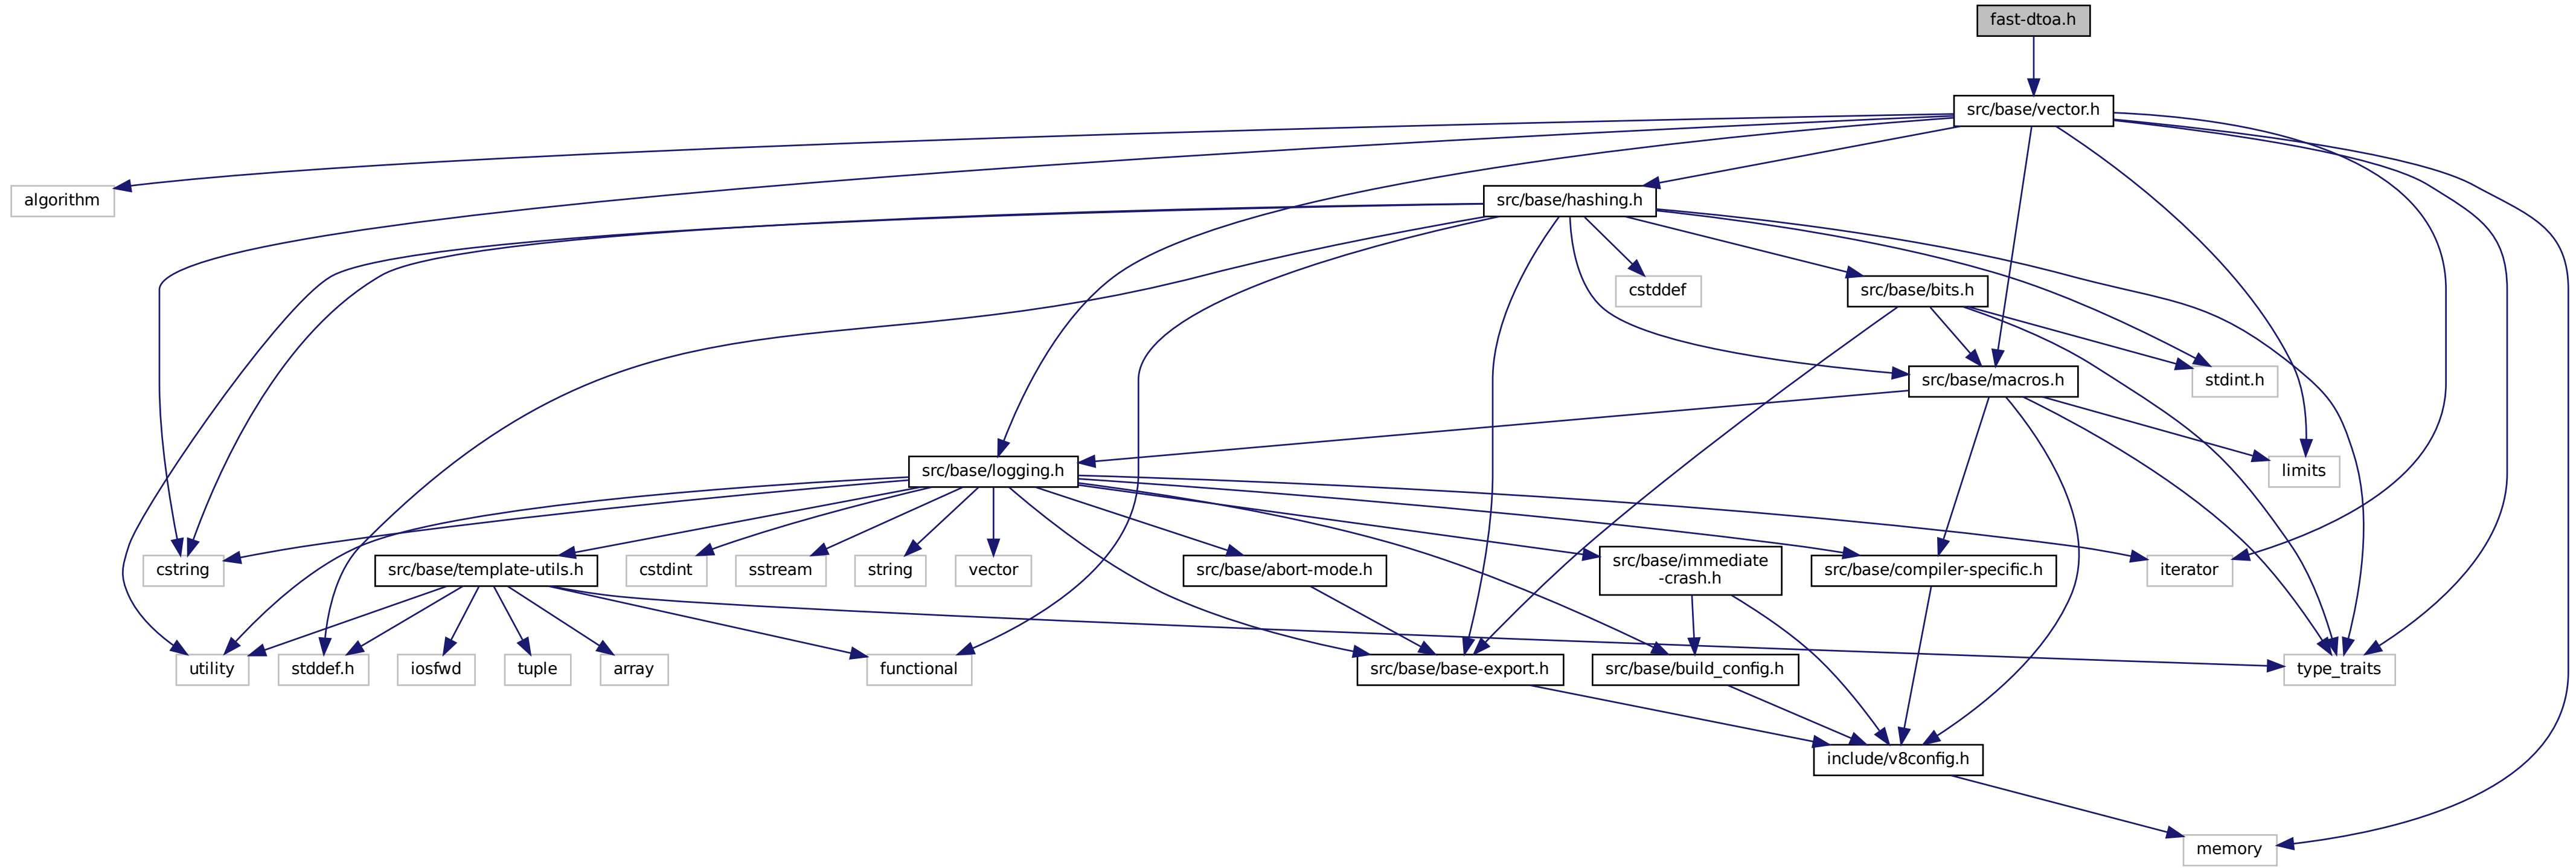 fast-dtoa.h
src/base/vector.h
algorithm
src/base/hashing.h
cstddef
src/base/bits.h
src/base/macros.h
stdint.h
src/base/logging.h
limits
cstring
src/base/template-utils.h
cstdint
sstream
string
vector
src/base/abort-mode.h
src/base/immediate
-crash.h
src/base/compiler-specific.h
iterator
utility
stddef.h
iosfwd
tuple
array
functional
src/base/base-export.h
src/base/build_config.h
type_traits
include/v8config.h
memory